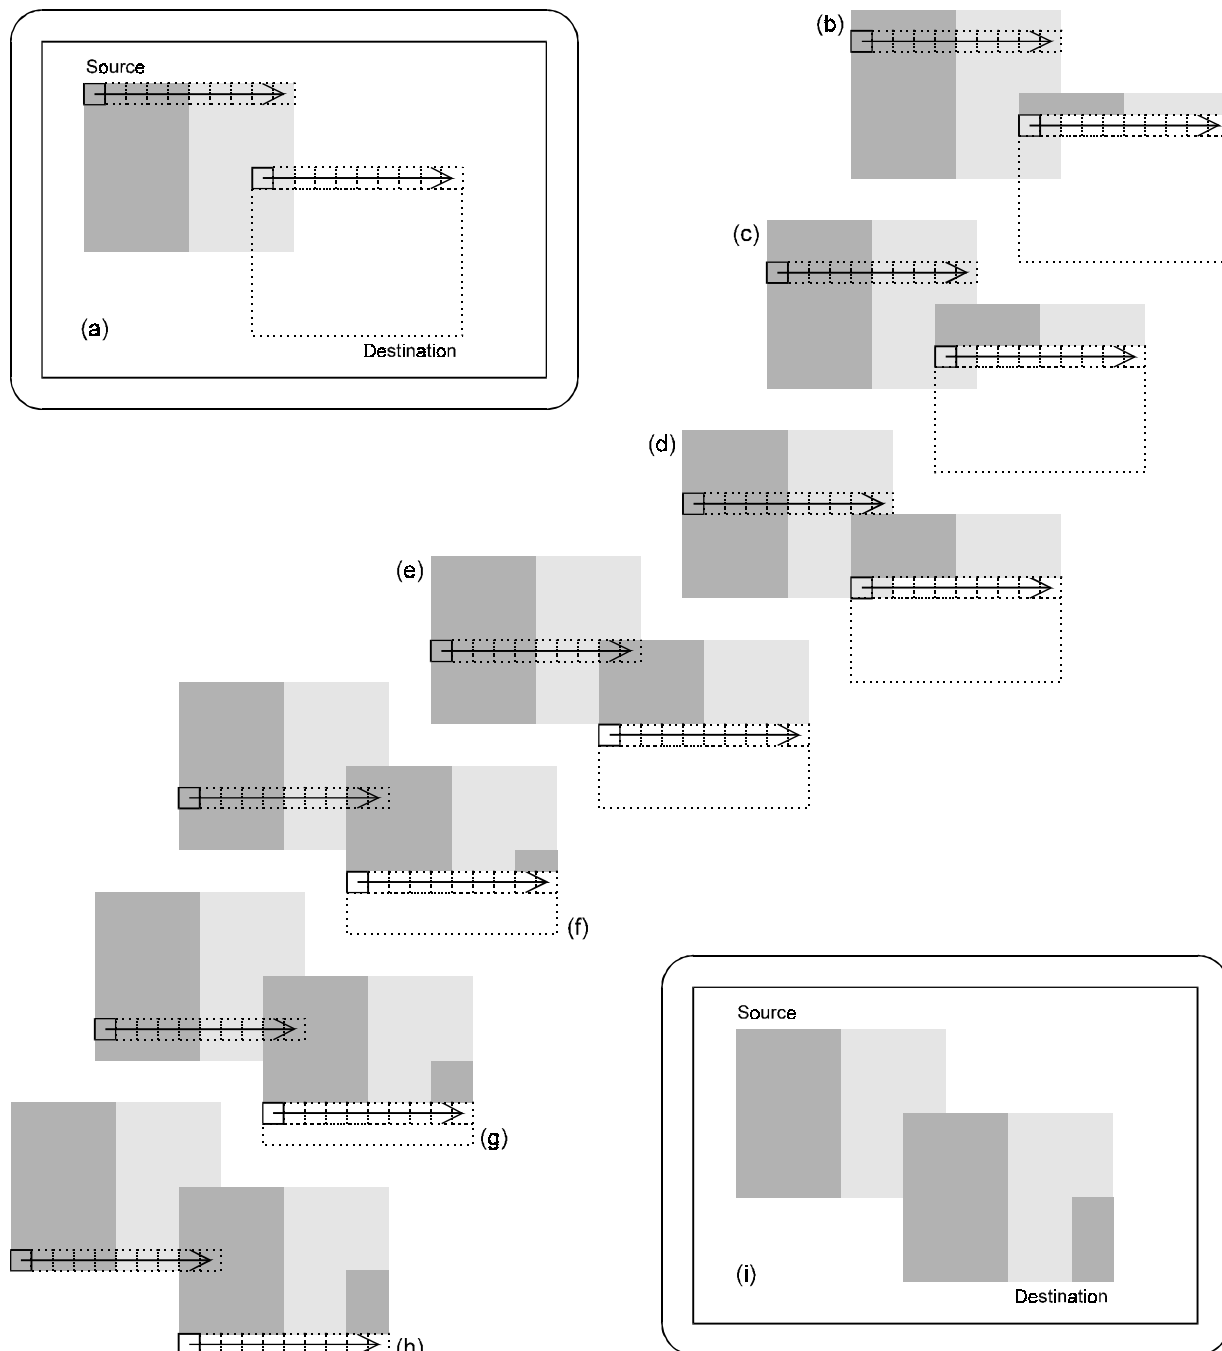 Source
(a)
Destination
(b)
(c)
(d)
(e)
(f)
(g)
(h)
Source
(i)
Destination